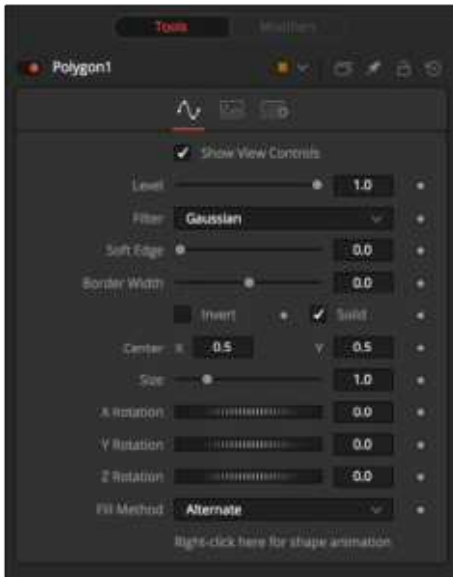 Tools Modifiers
Polygon1
Show View Controls
Level 1.0
Filter Gaussian
Soft Edge 0.0
Border Width 0.0
Invert Solid
Center X 0.5 Y 0.5
Size 1.0
X Rotation 0.0
Y Rotation 0.0
Z Rotation 0.0
Fill Method Alternate
Right-click here for shape animation